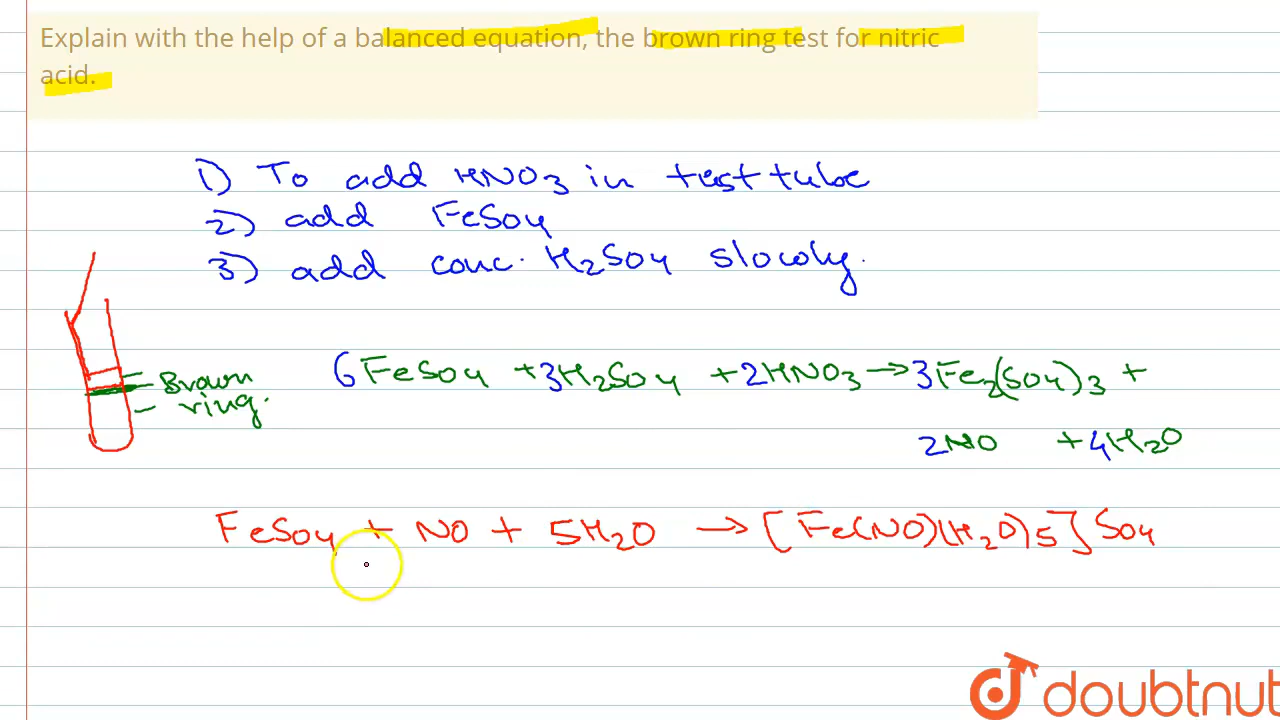 Explain with the help of a balanced equation, the brown ring test for nitric
acid.
1) To add HNO3 in test tube
2) add FeSO4
3) add conc. H2SO4 slowly.
Brown
ring.
6FeSO4 + 3H2SO4 + 2HNO3 → 3Fe2(SO4)3 +
2NO + 4H2O
FeSO4 + NO + 5H2O → [Fe(NO)(H2O)5]SO4
doubtnut